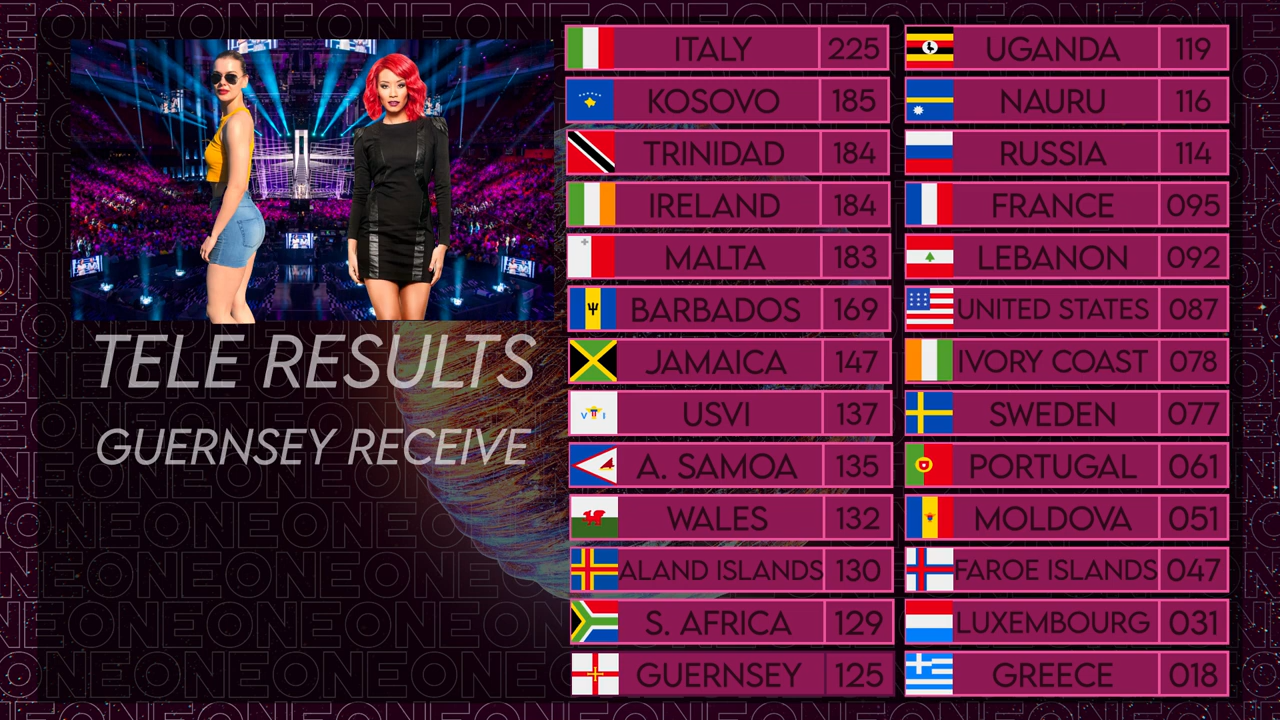 TELE RESULTS
GUERNSEY RECEIVE
ITALY 225
KOSOVO 185
TRINIDAD 184
IRELAND 184
MALTA 183
BARBADOS 169
JAMAICA 147
USVI 137
A. SAMOA 135
WALES 132
ALAND ISLANDS 130
S. AFRICA 129
GUERNSEY 125
UGANDA 119
NAURU 116
RUSSIA 114
FRANCE 095
LEBANON 092
UNITED STATES 087
IVORY COAST 078
SWEDEN 077
PORTUGAL 061
MOLDOVA 051
FAROE ISLANDS 047
LUXEMBOURG 031
GREECE 018